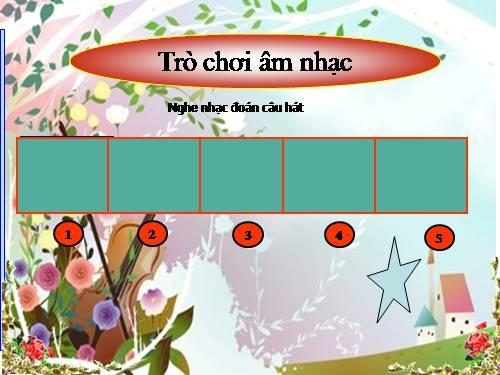 Trò chơi âm nhạc
Nghe nhạc đoán câu hát
1 2 3 4 5